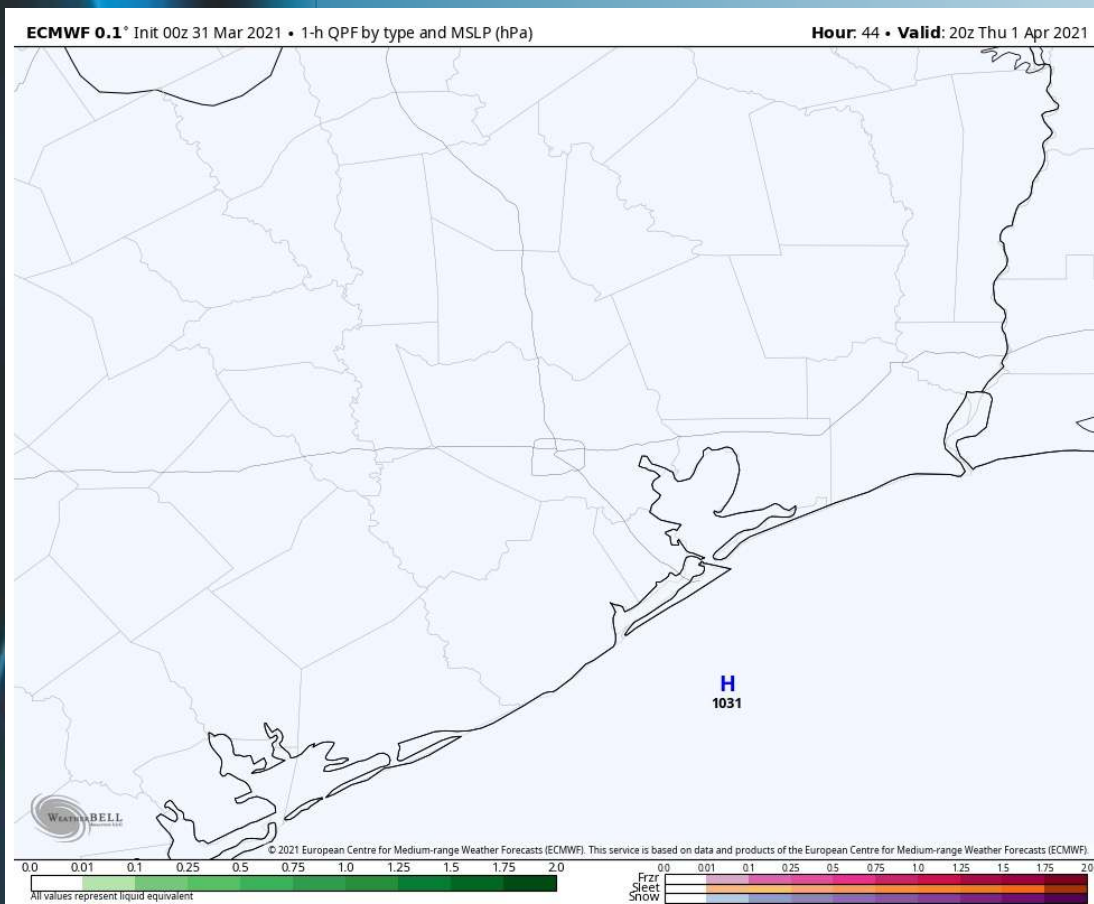 ECMWF 0.1° Init 00z 31 Mar 2021 • 1-h QPF by type and MSLP (hPa)
Hour: 44 • Valid: 20z Thu 1 Apr 2021
H
1031
WEATHERBELL
© 2021 European Centre for Medium-range Weather Forecasts (ECMWF). This service is based on data and products of the European Centre for Medium-range Weather Forecasts (ECMWF).
0.0 0.01 0.1 0.25 0.5 0.75 1.0 1.25 1.5 1.75 2.0
All values represent liquid equivalent
0.0 0.01 0.1 0.25 0.5 0.75 1.0 1.25 1.5 1.75 2.0
Frzr
Sleet
Snow